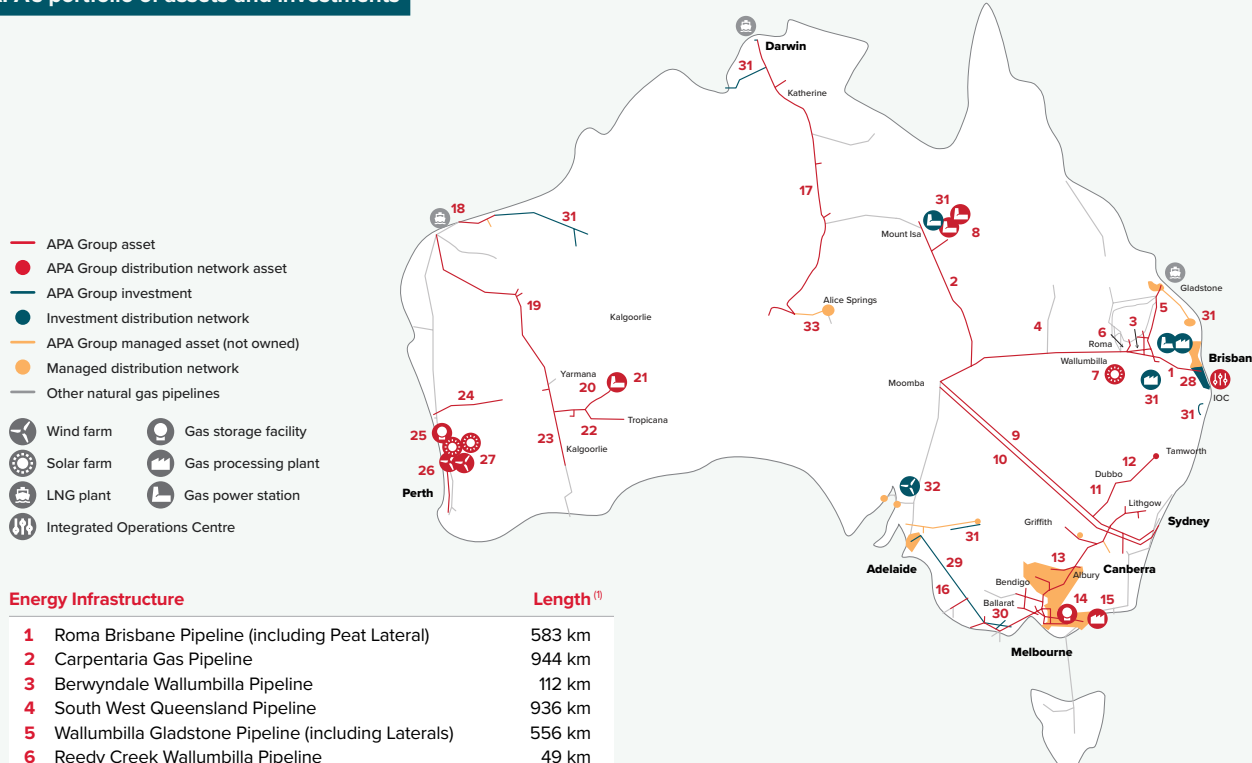 portfolio of assets and investments
APA Group asset
APA Group distribution network asset
APA Group investment
Investment distribution network
APA Group managed asset (not owned)
Managed distribution network
Other natural gas pipelines
Wind farm
Gas storage facility
Solar farm
Gas processing plant
LNG plant
Gas power station
Integrated Operations Centre
Darwin
31
Katherine
17
18
31
31
Mount Isa
8
2
19
Kalgoorlie
Alice Springs
33
4
Gladstone
5
31
3
6
Roma
Wallumbilla
7
1
28
Brisban
IOC
31
31
Moomba
Yarmana
20
21
24
22
Tropicana
23
Kalgoorlie
25
26
27
Perth
9
10
12
Tamworth
Dubbo
11
Lithgow
Griffith
Sydney
32
31
Adelaide
29
16
13
Albury
Canberra
Bendigo
Ballarat
30
14
15
Melbourne
Energy Infrastructure Length (1)
1 Roma Brisbane Pipeline (including Peat Lateral) 583 km
2 Carpentaria Gas Pipeline 944 km
3 Berwyndale Wallumbilla Pipeline 112 km
4 South West Queensland Pipeline 936 km
5 Wallumbilla Gladstone Pipeline (including Laterals) 556 km
6 Reedy Creek Wallumbilla Pipeline 49 km